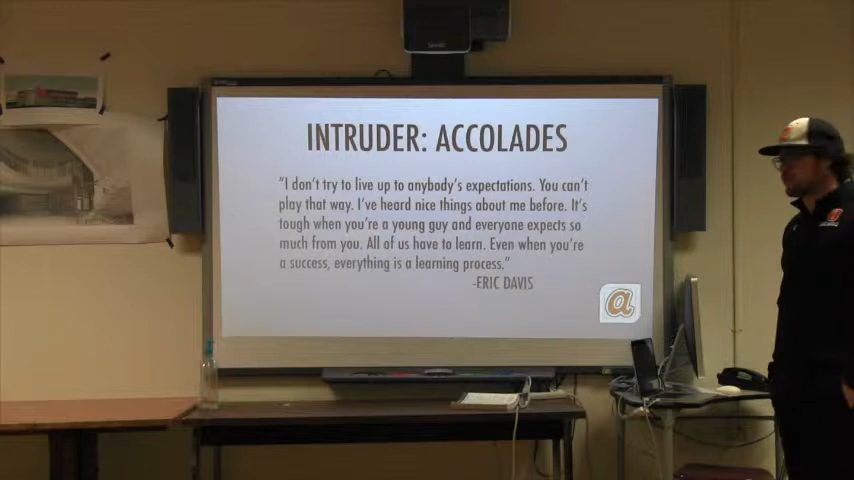 INTRUDER: ACCOLADES
"I don't try to live up to anybody's expectations. You can't
play that way. I've heard nice things about me before. It's
tough when you're a young guy and everyone expects so
much from you. All of us have to learn. Even when you're
a success, everything is a learning process."
-ERIC DAVIS
a